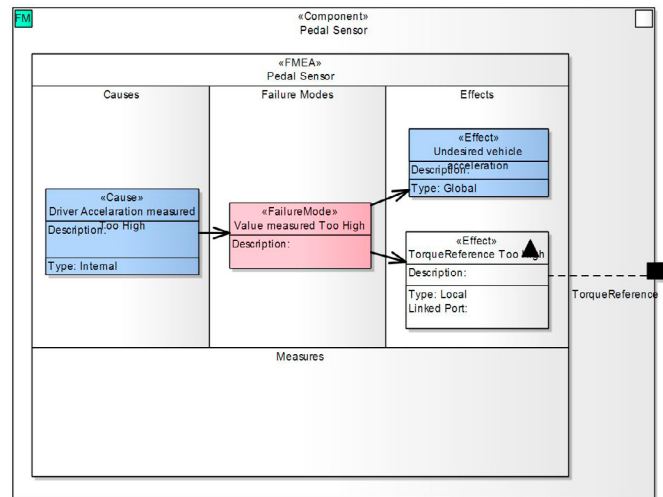 FM
«Component»
Pedal Sensor
«FMEA»
Pedal Sensor
Causes
Failure Modes
Effects
«Cause»
Driver Accelaration measured
Too High
Description:
Type: Internal
«FailureMode»
Value measured Too High
Description:
«Effect»
Undesired vehicle
acceleration
Description:
Type: Global
«Effect»
TorqueReference Too High
Description:
Type: Local
Linked Port:
TorqueReference
Measures